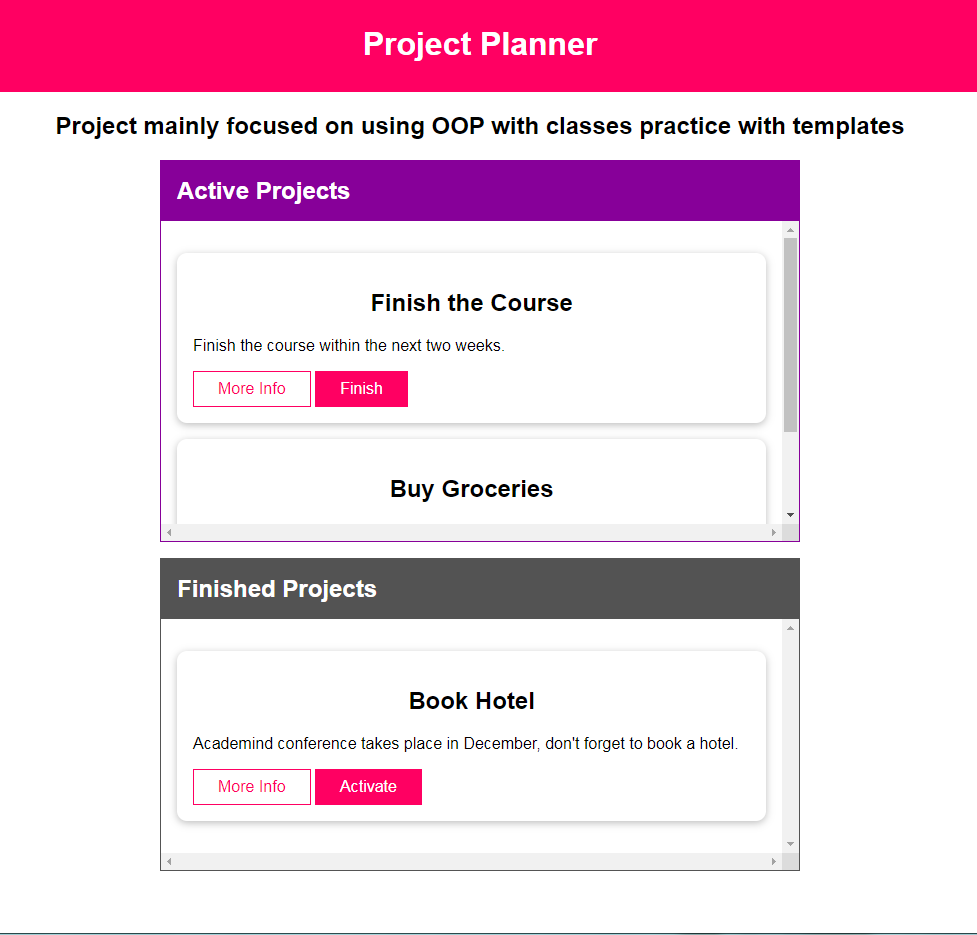 Project Planner
Project mainly focused on using OOP with classes practice with templates
Active Projects
Finish the Course
Finish the course within the next two weeks.
More Info Finish
Buy Groceries
Finished Projects
Book Hotel
Academind conference takes place in December, don't forget to book a hotel.
More Info Activate